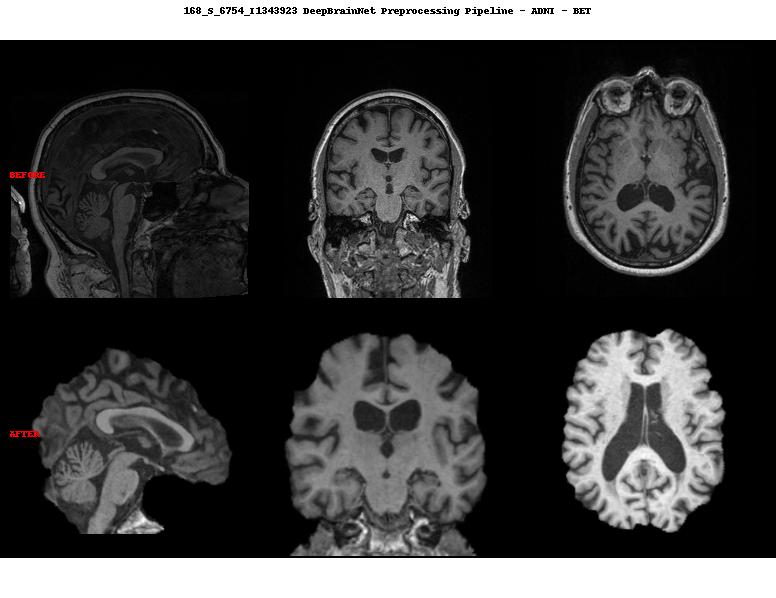 168_S_6754_I1343923 DeepBrainNet Preprocessing Pipeline - ADNI - BET
BEFORE
AFTER